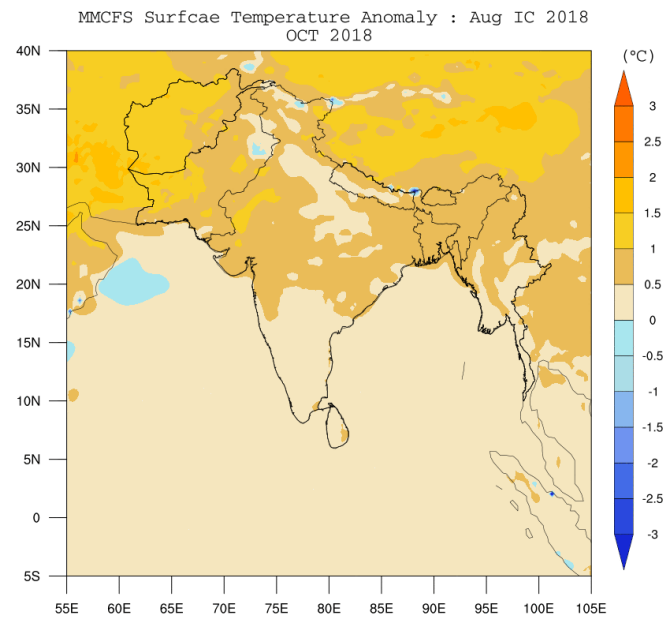 MMCFS Surfcae Temperature Anomaly : Aug IC 2018
OCT 2018
(°C)
40N
35N
30N
25N
20N
15N
10N
5N
0
5S
55E 60E 65E 70E 75E 80E 85E 90E 95E 100E 105E
3
2.5
2
1.5
1
0.5
0
-0.5
-1
-1.5
-2
-2.5
-3